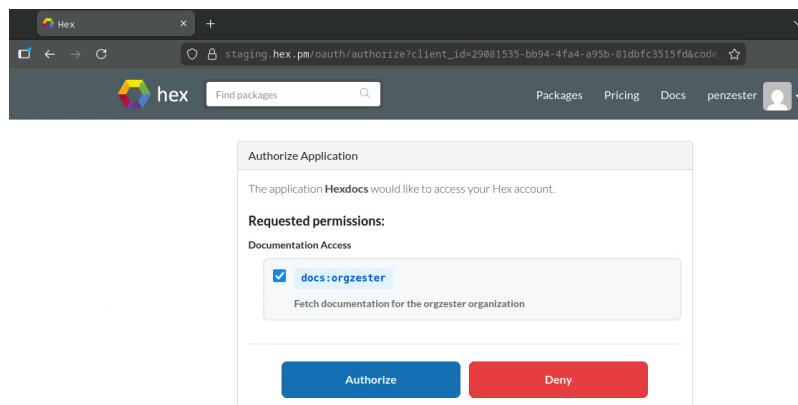 Hex
staging.hex.pm/oauth/authorize?client_id=29081535-bb94-4fa4-a95b-81dbfc3515fd&code_
hex
Find packages
Packages
Pricing
Docs
penzester
Authorize Application
The application Hexdocs would like to access your Hex account.
Requested permissions:
Documentation Access
docs:orgzester
Fetch documentation for the orgzester organization
Authorize
Deny